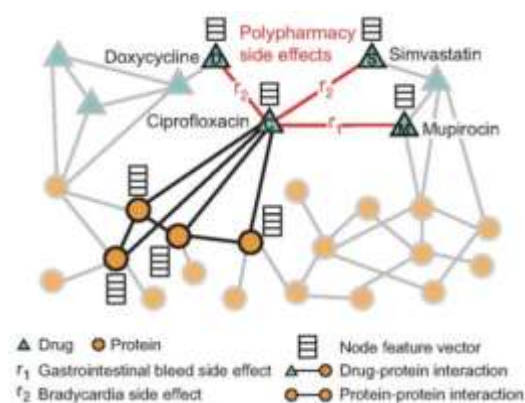 Doxycycline
Polypharmacy
side effects
Simvastatin
D
S
r2
r2
Ciprofloxacin
C
r1
M
Mupirocin
Drug
Protein
Node feature vector
r1 Gastrointestinal bleed side effect
Drug-protein interaction
r2 Bradycardia side effect
Protein-protein interaction